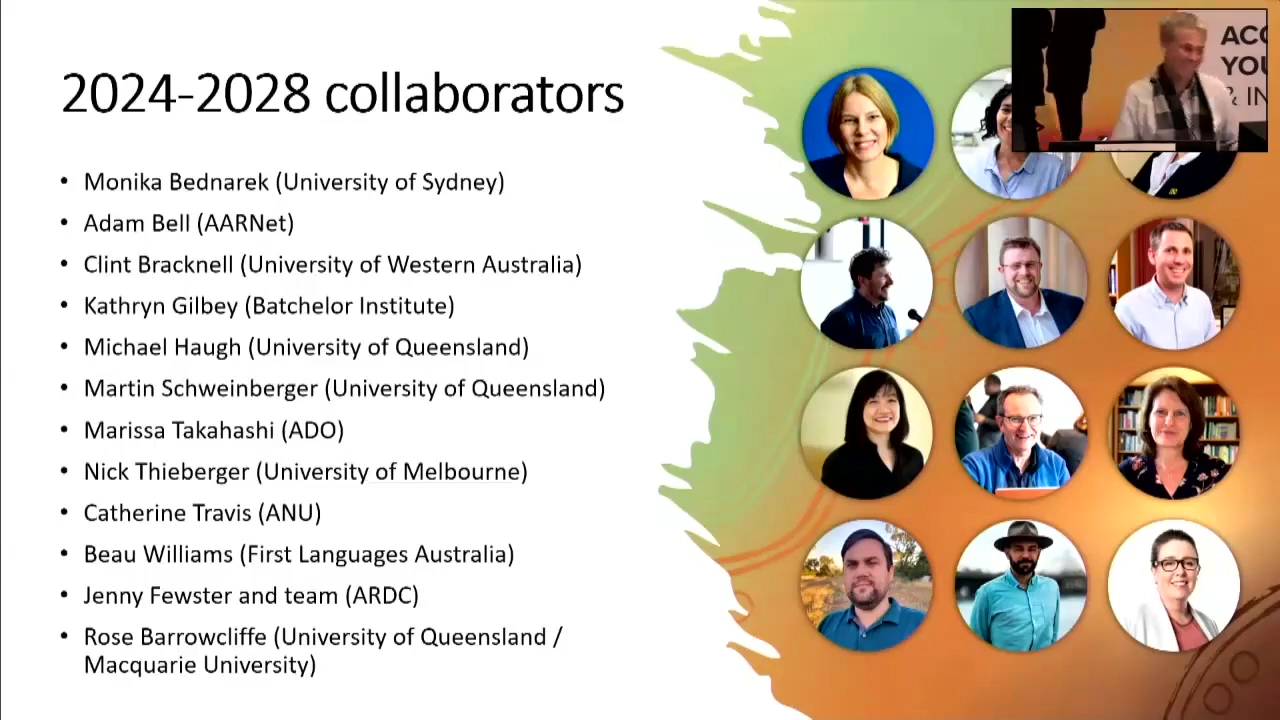 2024-2028 collaborators
• Monika Bednarek (University of Sydney)
• Adam Bell (AARNet)
• Clint Bracknell (University of Western Australia)
• Kathryn Gilbey (Batchelor Institute)
• Michael Haugh (University of Queensland)
• Martin Schweinberger (University of Queensland)
• Marissa Takahashi (ADO)
• Nick Thieberger (University of Melbourne)
• Catherine Travis (ANU)
• Beau Williams (First Languages Australia)
• Jenny Fewster and team (ARDC)
• Rose Barrowcliffe (University of Queensland /
Macquarie University)
& IN